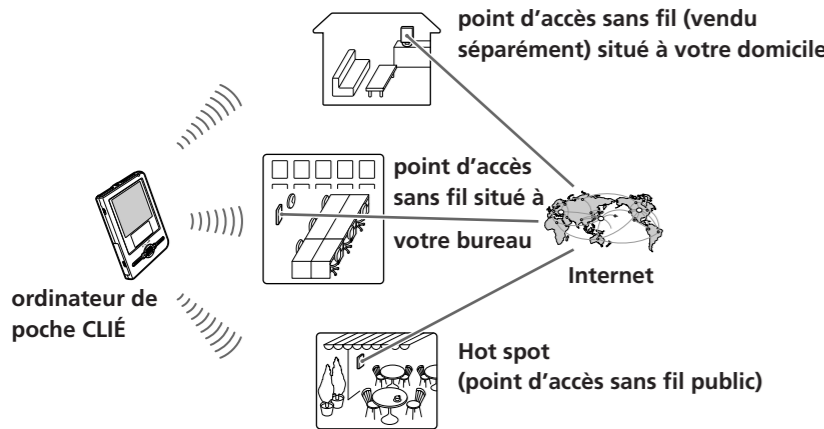 point d’accès sans fil (vendu
séparément) situé à votre domicile
point d’accès
sans fil situé à
votre bureau
Internet
ordinateur de
poche CLIÉ
Hot spot
(point d’accès sans fil public)